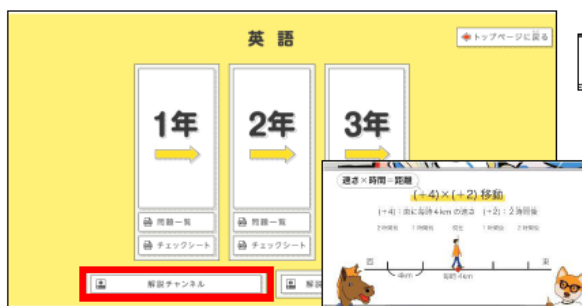 英 語
トップページに戻る
1年
2年
3年
問題一覧
チェックシート
問題一覧
チェックシート
解説チャンネル
解説
速さ×時間=距離
(+4)×(+2) 移動
(+4):東に毎時4kmの速さ (+2):2時間後
2時間前 1時間前 現在 1時間後 2時間後
西
東
4km
毎時4km